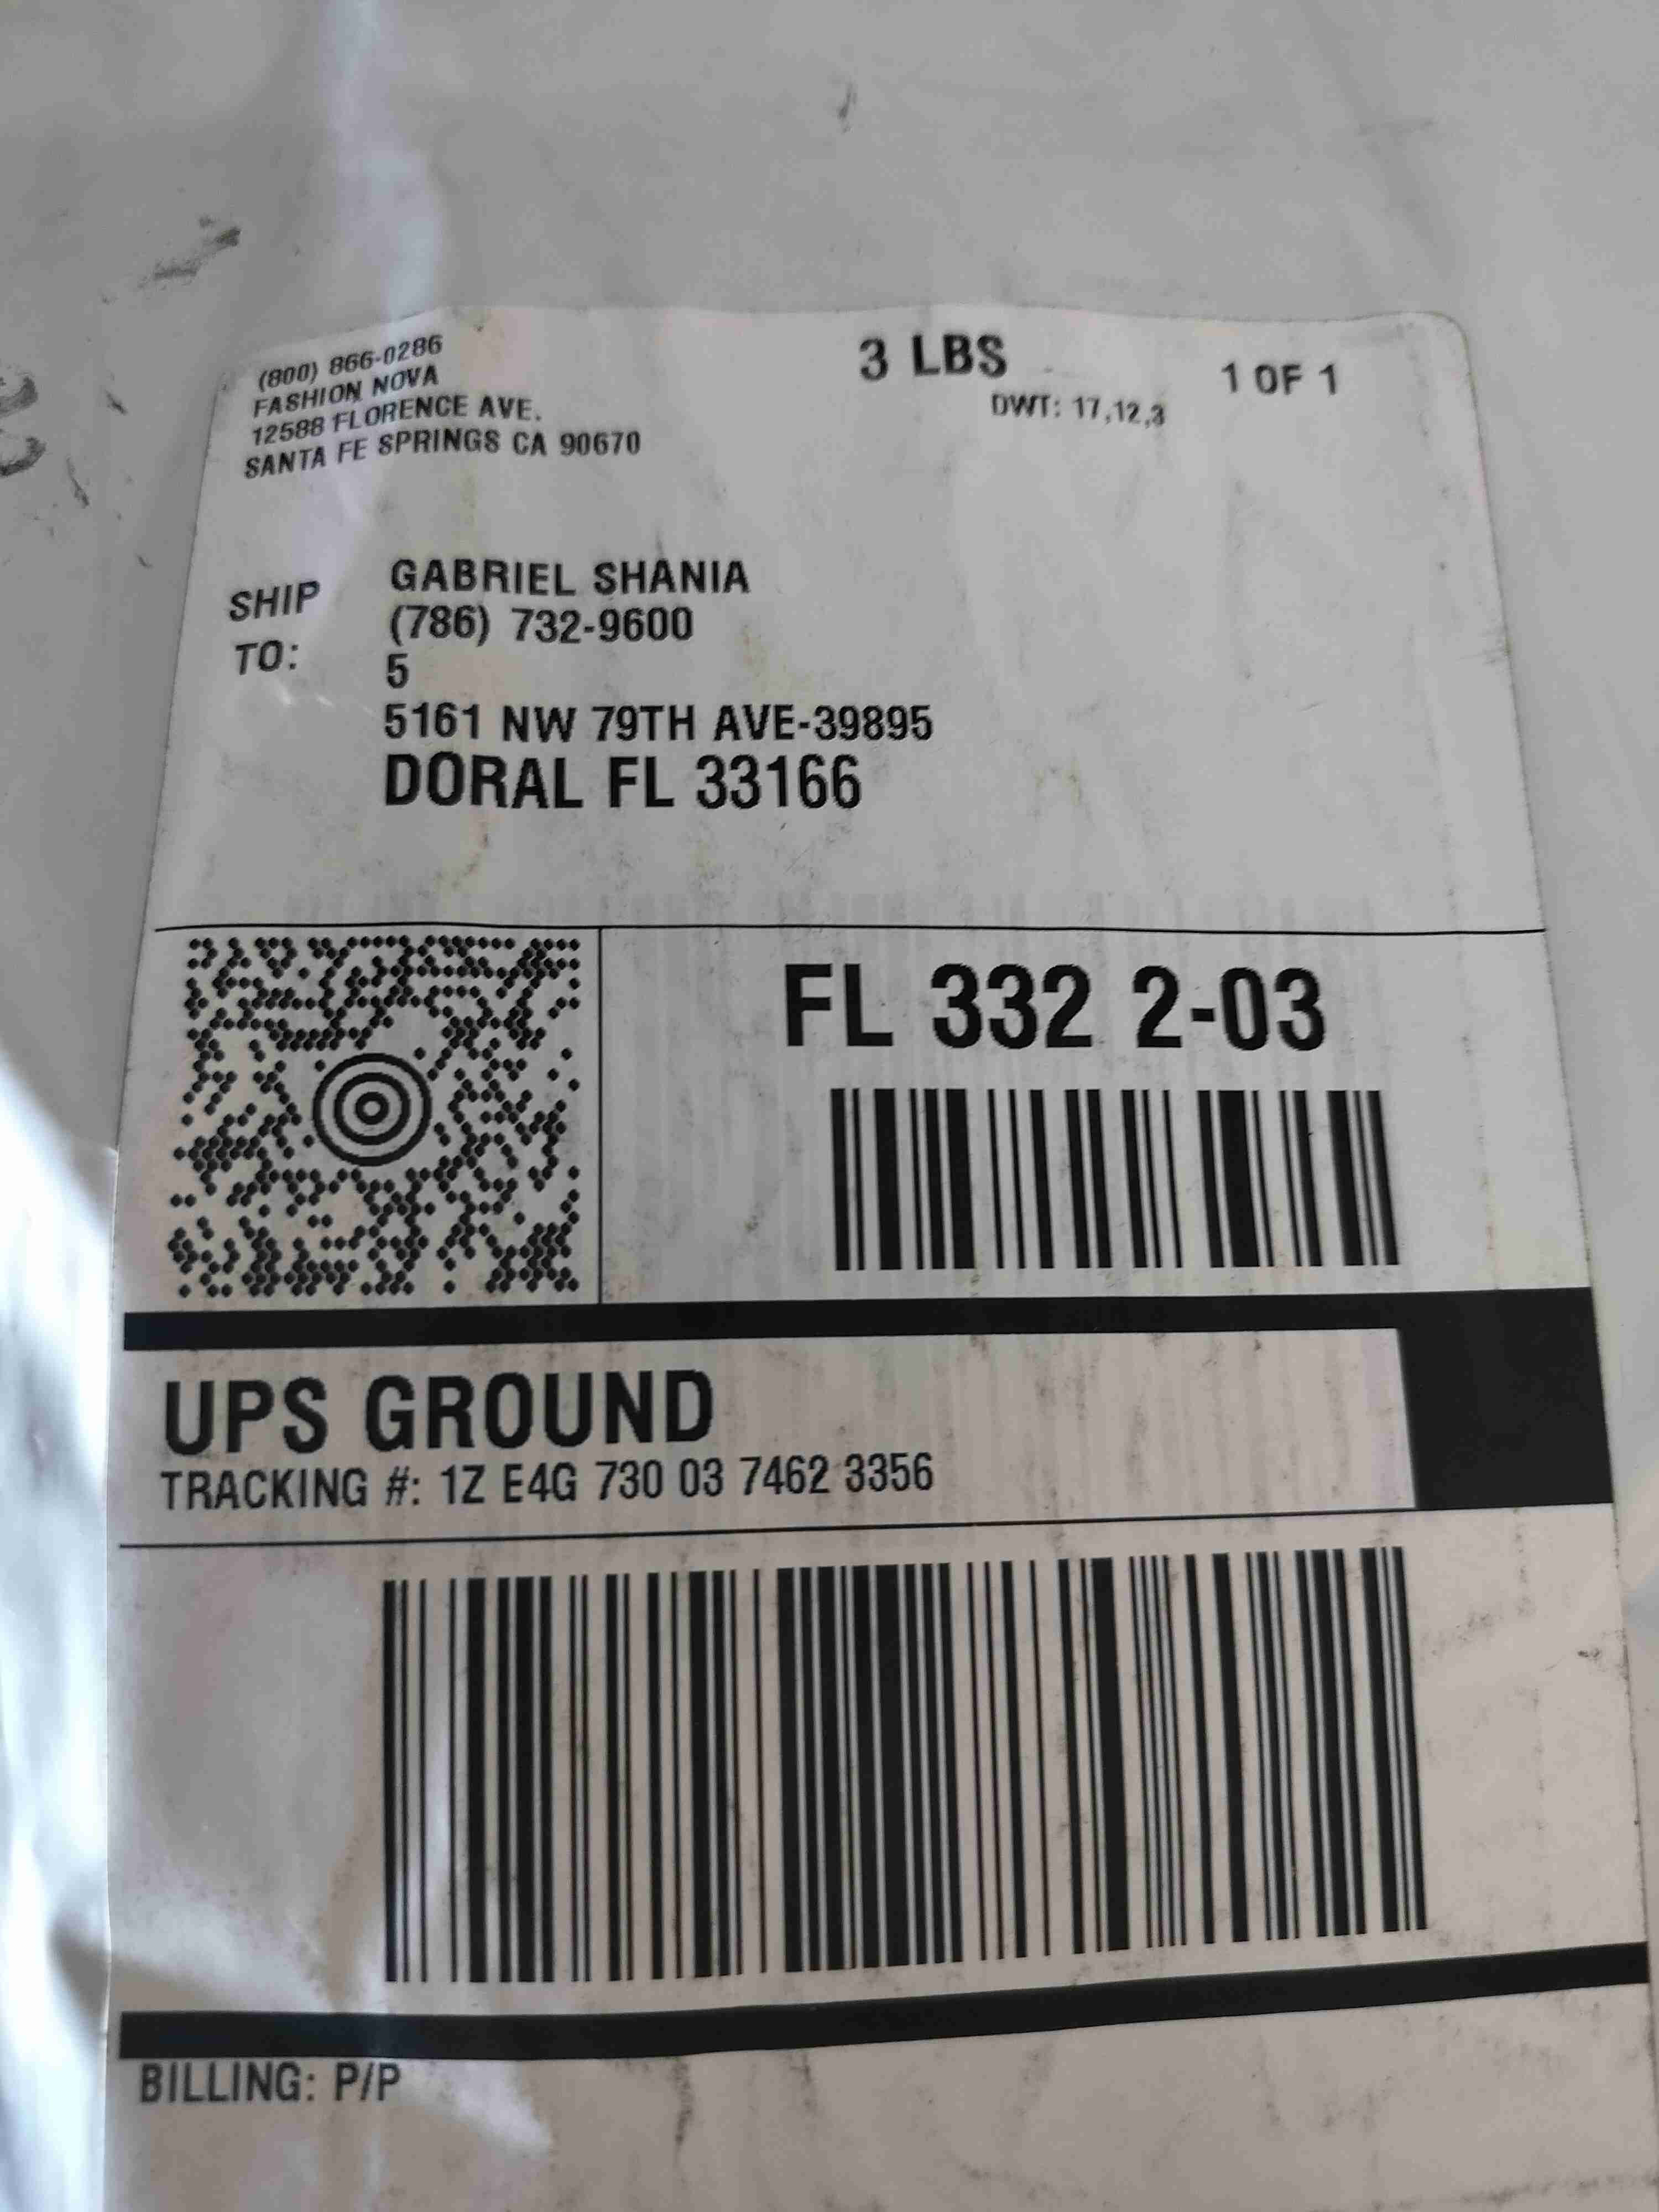 (800) 866-0286
FASHION NOVA
12588 FLORENCE AVE.
SANTA FE SPRINGS CA 90670
3 LBS
1 OF 1
DWT: 17,12,3
SHIP TO:
GABRIEL SHANIA
(786) 732-9600
5
5161 NW 79TH AVE-39895
DORAL FL 33166
FL 332 2-03
UPS GROUND
TRACKING #: 1Z E4G 730 03 7462 3356
BILLING: P/P